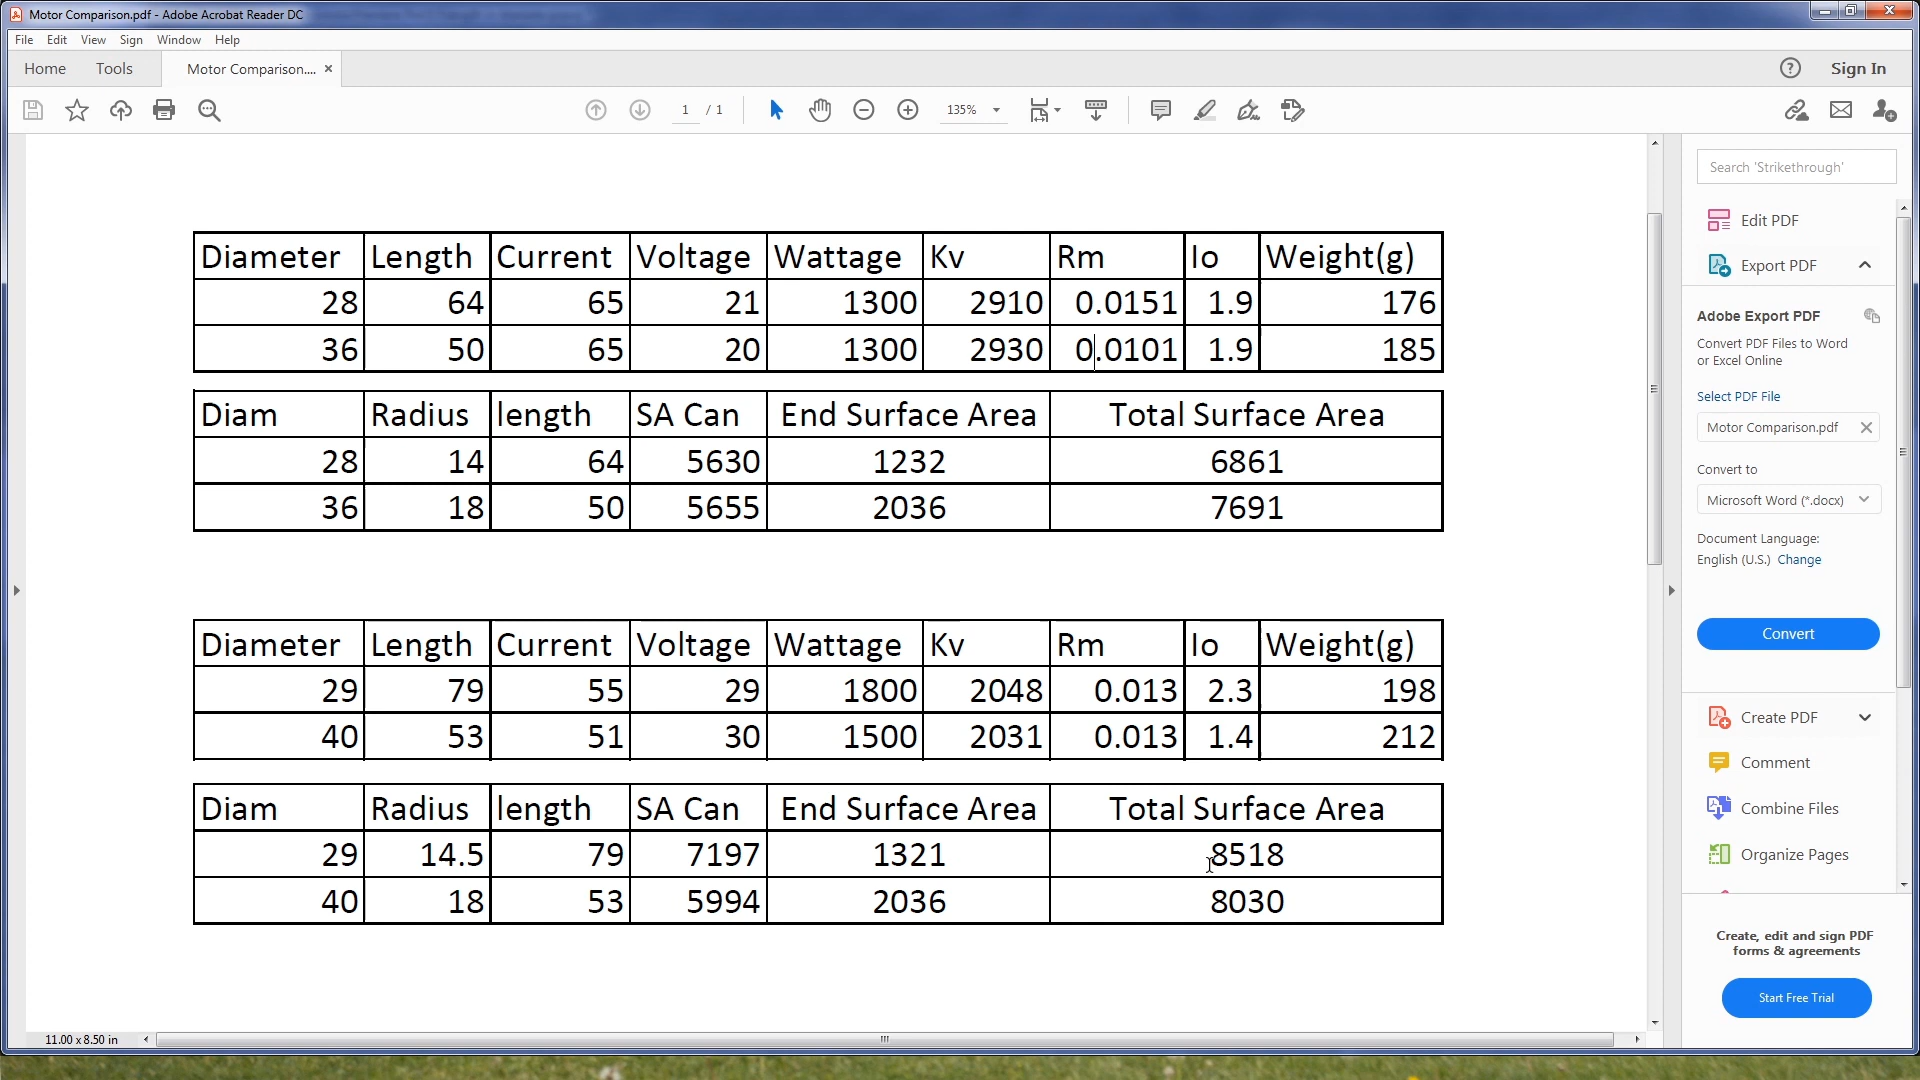 Motor Comparison.pdf - Adobe Acrobat Reader DC
File Edit View Sign Window Help
Home Tools Motor Comparison.... × Sign In
1 / 1 135%
Search 'Strikethrough'
Edit PDF
Export PDF
Adobe Export PDF
Convert PDF Files to Word
or Excel Online
Select PDF File
Motor Comparison.pdf
Convert to
Microsoft Word (*.docx)
Document Language:
English (U.S.) Change
Convert
Create PDF
Comment
Combine Files
Organize Pages
Create, edit and sign PDF
forms & agreements
Start Free Trial
Diameter Length Current Voltage Wattage Kv Rm Io Weight(g)
28 64 65 21 1300 2910 0.0151 1.9 176
36 50 65 20 1300 2930 0.0101 1.9 185
Diam Radius length SA Can End Surface Area Total Surface Area
28 14 64 5630 1232 6861
36 18 50 5655 2036 7691
Diameter Length Current Voltage Wattage Kv Rm Io Weight(g)
29 79 55 29 1800 2048 0.013 2.3 198
40 53 51 30 1500 2031 0.013 1.4 212
Diam Radius length SA Can End Surface Area Total Surface Area
29 14.5 79 7197 1321 8518
40 18 53 5994 2036 8030
11.00 x 8.50 in